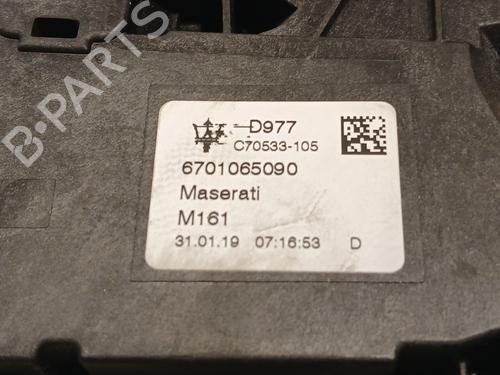 B-PARTS
D977
C70533-105
6701065090
Maserati
M161
31.01.19 07:16:53 D